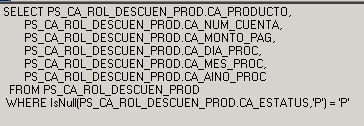 SELECT PS_CA_ROL_DESCUEN_PROD.CA_PRODUCTO,
PS_CA_ROL_DESCUEN_PROD.CA_NUM_CUENTA,
PS_CA_ROL_DESCUEN_PROD.CA_MONTO_PAG,
PS_CA_ROL_DESCUEN_PROD.CA_DIA_PROC,
PS_CA_ROL_DESCUEN_PROD.CA_MES_PROC,
PS_CA_ROL_DESCUEN_PROD.CA_AINO_PROC
FROM PS_CA_ROL_DESCUEN_PROD
WHERE IsNull(PS_CA_ROL_DESCUEN_PROD.CA_ESTATUS,'P') = 'P'